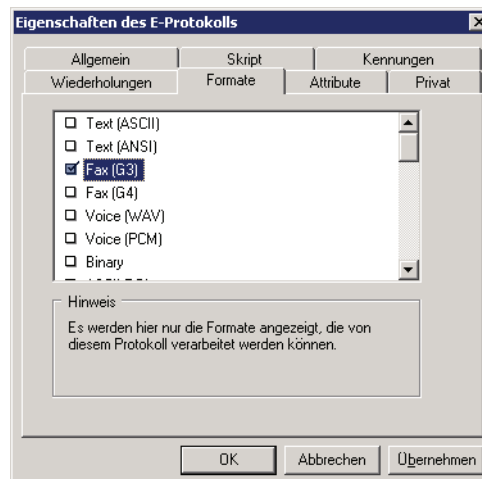 Eigenschaften des E-Protokolls
Allgemein Skript Kennungen
Wiederholungen Formate Attribute Privat
Text (ASCII)
Text (ANSI)
Fax (G3)
Fax (G4)
Voice (WAV)
Voice (PCM)
Binary
Hinweis
Es werden hier nur die Formate angezeigt, die von
diesem Protokoll verarbeitet werden können.
OK Abbrechen Übernehmen